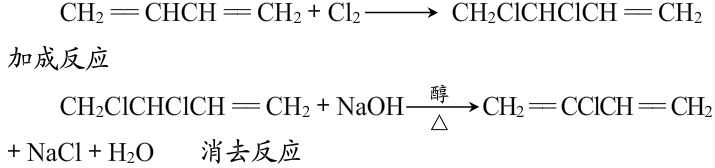 CH₂＝CHCH＝CH₂+Cl₂⟶CH₂ClCHClCH＝CH₂
加成反应
CH₂ClCHClCH＝CH₂+NaOH 醇⟶△ CH₂＝CClCH＝CH₂
+NaCl+H₂O 消去反应